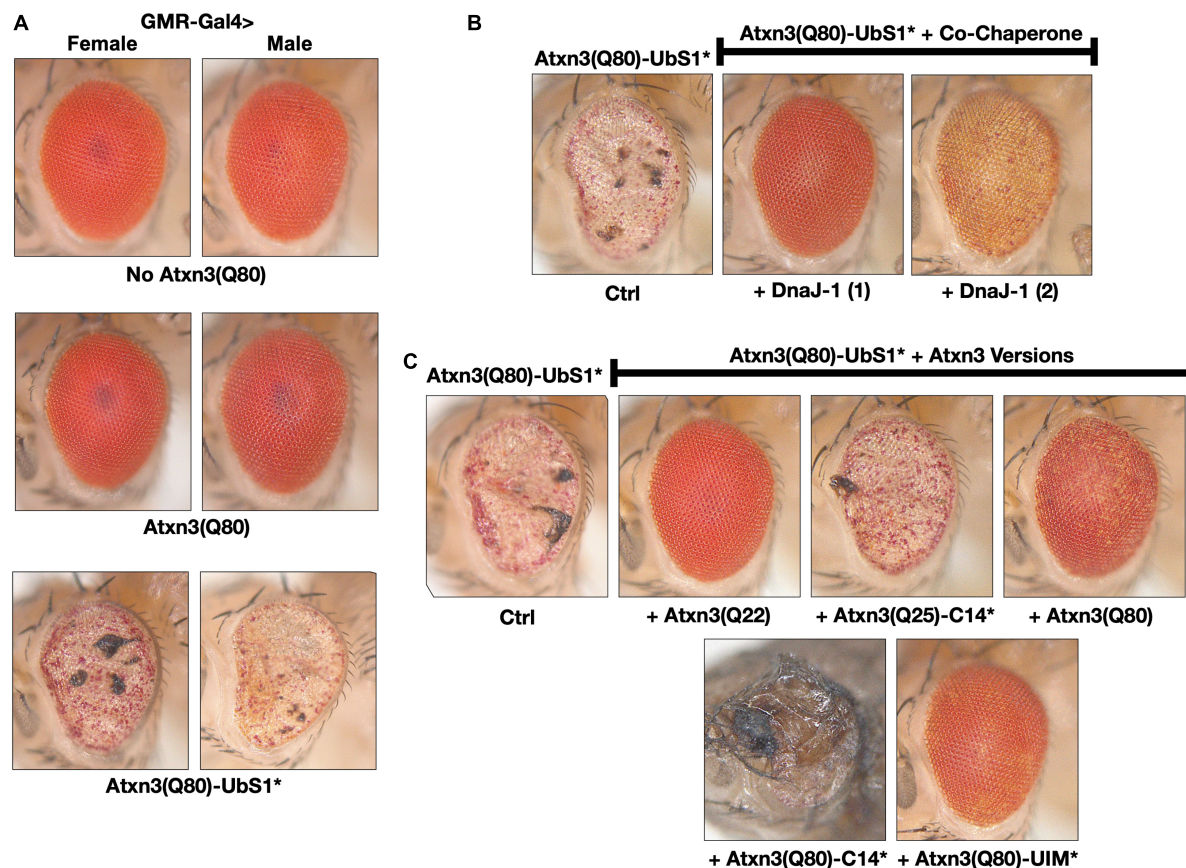 A
GMR-Gal4>
Female
Male
No Atxn3(Q80)
Atxn3(Q80)
Atxn3(Q80)-UbS1*
B
Atxn3(Q80)-UbS1* + Co-Chaperone
Atxn3(Q80)-UbS1*
Ctrl
+ DnaJ-1 (1)
+ DnaJ-1 (2)
C
Atxn3(Q80)-UbS1* + Atxn3 Versions
Atxn3(Q80)-UbS1*
Ctrl
+ Atxn3(Q22)
+ Atxn3(Q25)-C14*
+ Atxn3(Q80)
+ Atxn3(Q80)-C14*
+ Atxn3(Q80)-UIM*